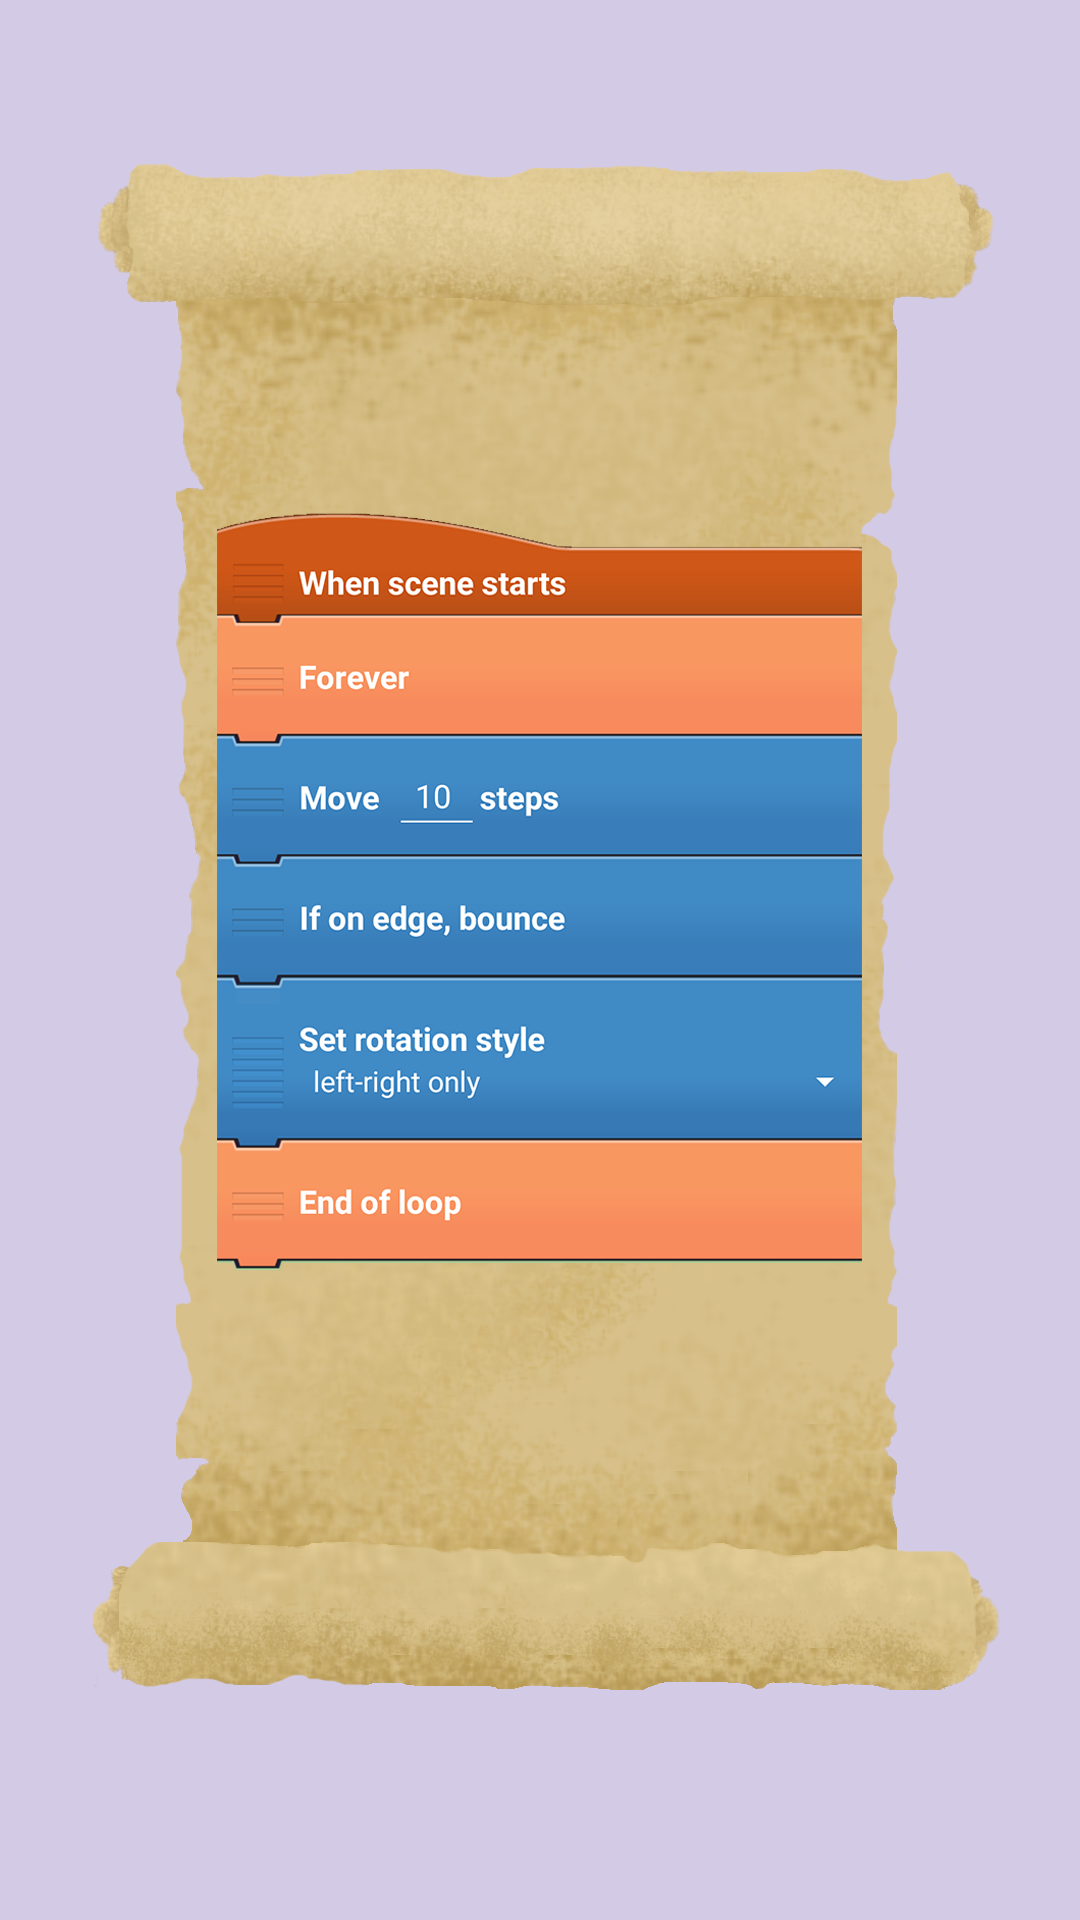 When scene starts
Forever
Move 10 steps
If on edge, bounce
Set rotation style
left-right only
End of loop